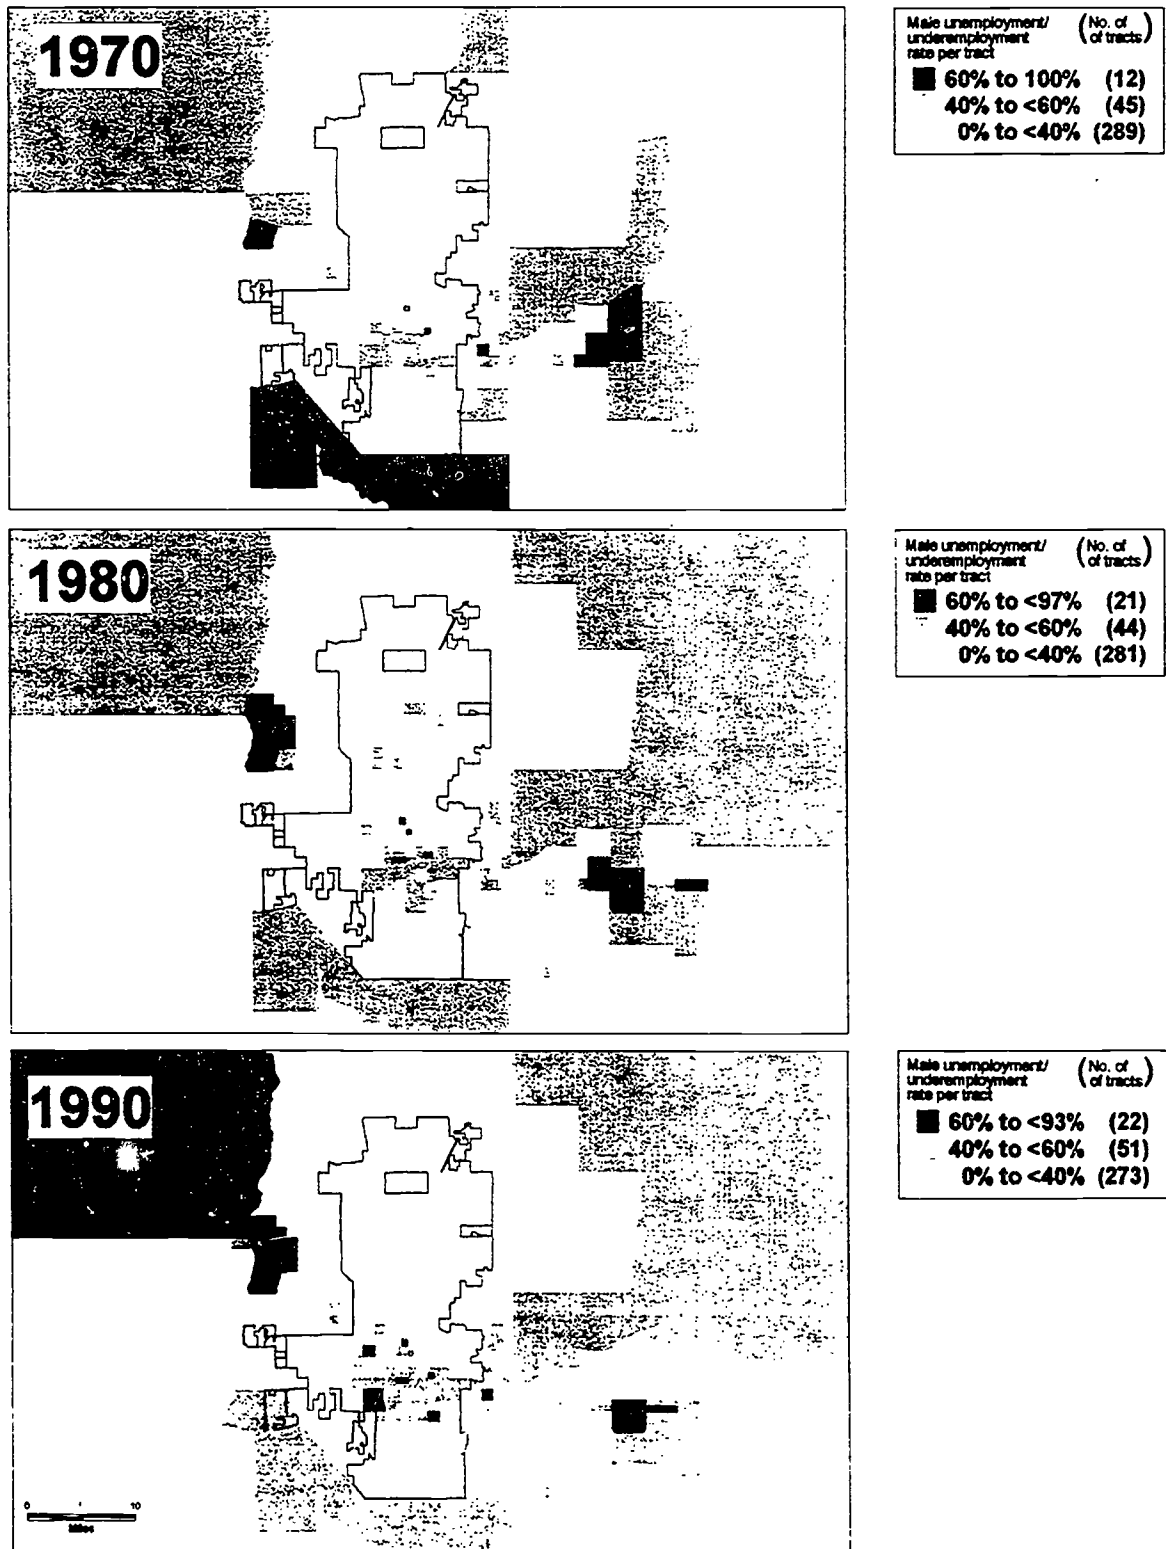 1970
Male unemployment/ (No. of
underemployment of tracts)
rate per tract
60% to 100% (12)
40% to <60% (45)
0% to <40% (289)
1980
Male unemployment/ (No. of
underemployment of tracts)
rate per tract
60% to <97% (21)
40% to <60% (44)
0% to <40% (281)
1990
Male unemployment/ (No. of
underemployment of tracts)
rate per tract
60% to <93% (22)
40% to <60% (51)
0% to <40% (273)
0 10
Miles